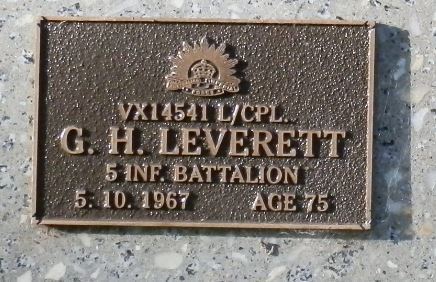 VX14541 L/CPL.
G. H. LEVERETT
5 INF. BATTALION
5. 10. 1967 AGE 75